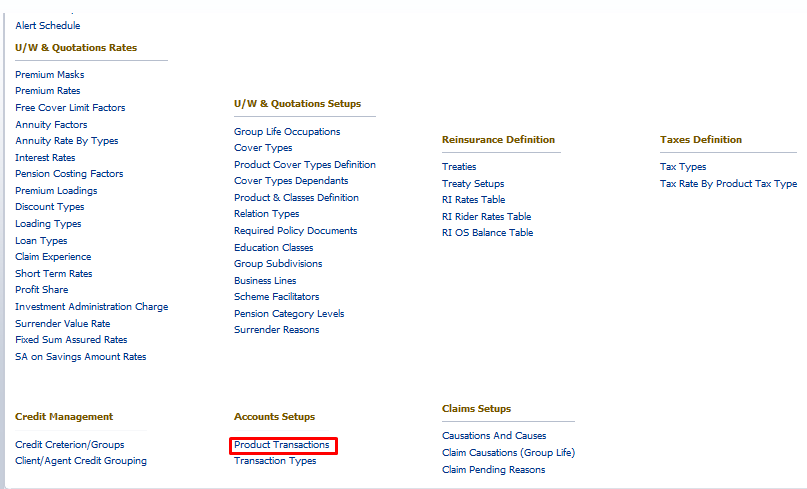 Alert Schedule
U/W & Quotations Rates
Premium Masks
Premium Rates
Free Cover Limit Factors
Annuity Factors
Annuity Rate By Types
Interest Rates
Pension Costing Factors
Premium Loadings
Discount Types
Loading Types
Loan Types
Claim Experience
Short Term Rates
Profit Share
Investment Administration Charge
Surrender Value Rate
Fixed Sum Assured Rates
SA on Savings Amount Rates
U/W & Quotations Setups
Group Life Occupations
Cover Types
Product Cover Types Definition
Cover Types Dependants
Product & Classes Definition
Relation Types
Required Policy Documents
Education Classes
Group Subdivisions
Business Lines
Scheme Facilitators
Pension Category Levels
Surrender Reasons
Reinsurance Definition
Treaties
Treaty Setups
RI Rates Table
RI Rider Rates Table
RI OS Balance Table
Taxes Definition
Tax Types
Tax Rate By Product Tax Type
Credit Management
Credit Creterion/Groups
Client/Agent Credit Grouping
Accounts Setups
Product Transactions
Transaction Types
Claims Setups
Causations And Causes
Claim Causations (Group Life)
Claim Pending Reasons